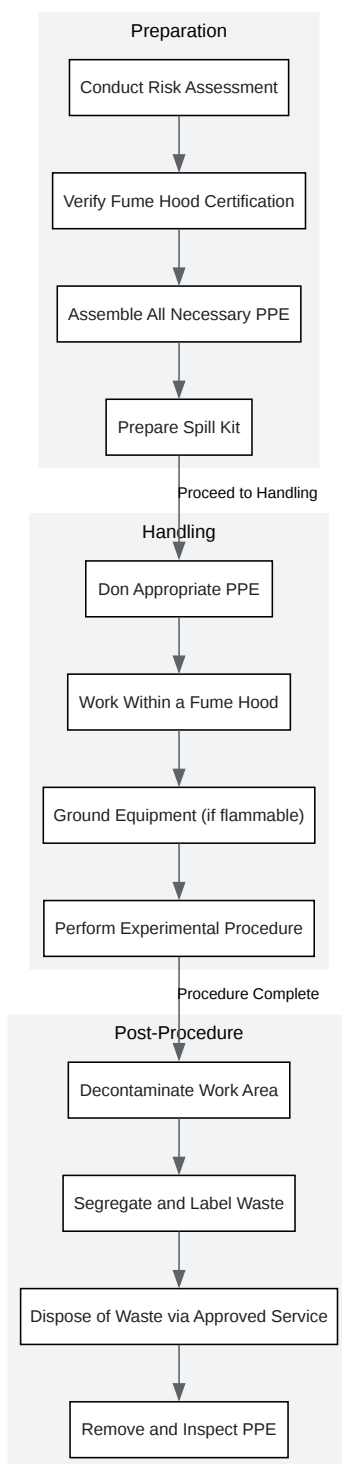 Preparation
Conduct Risk Assessment
Verify Fume Hood Certification
Assemble All Necessary PPE
Prepare Spill Kit
Proceed to Handling
Handling
Don Appropriate PPE
Work Within a Fume Hood
Ground Equipment (if flammable)
Perform Experimental Procedure
Procedure Complete
Post-Procedure
Decontaminate Work Area
Segregate and Label Waste
Dispose of Waste via Approved Service
Remove and Inspect PPE